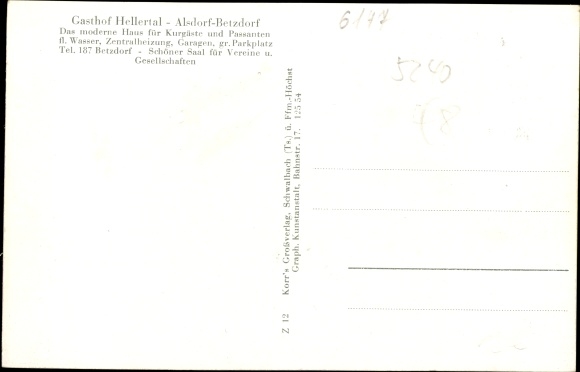 Gasthof Hellertal - Alsdorf-Betzdorf
Das moderne Haus für Kurgäste und Passanten
fl. Wasser, Zentralheizung, Garagen, gr. Parkplatz
Tel. 187 Betzdorf - Schöner Saal für Vereine u.
Gesellschaften
6177
5240
Z 12 Korr's Großverlag, Schwalbach (Ts.) ü. Ffm.-Höchst
Graph. Kunstanstalt, Bahnstr. 17. 125 54